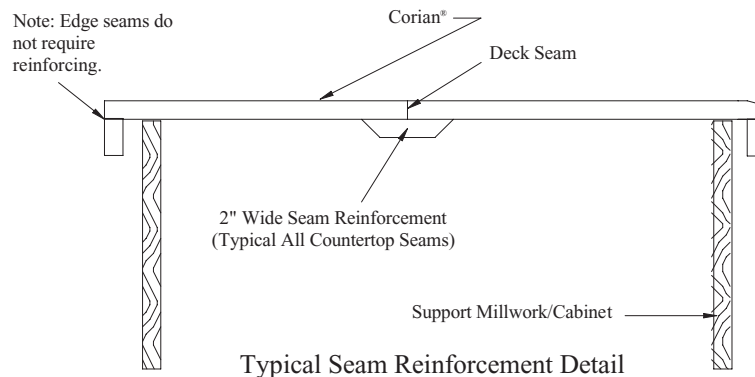 Note: Edge seams do
not require
reinforcing.
Corian®
Deck Seam
2" Wide Seam Reinforcement
(Typical All Countertop Seams)
Support Millwork/Cabinet
Typical Seam Reinforcement Detail